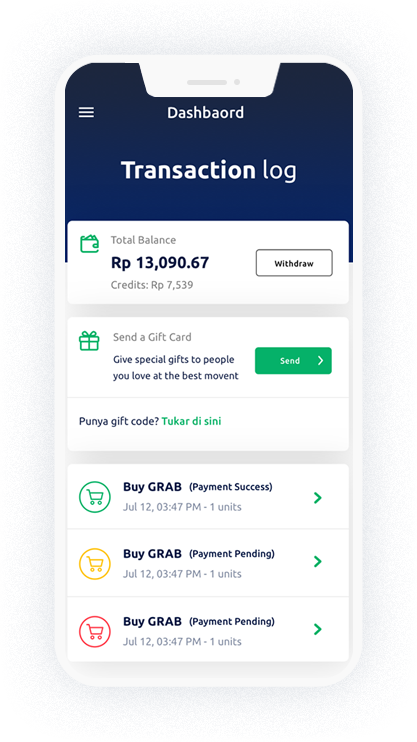 Dashbaord
Transaction log
Total Balance
Rp 13,090.67
Withdraw
Credits: Rp 7,539
Send a Gift Card
Give special gifts to people
you love at the best movent
Send
Punya gift code? Tukar di sini
Buy GRAB (Payment Success)
Jul 12, 03:47 PM - 1 units
Buy GRAB (Payment Pending)
Jul 12, 03:47 PM - 1 units
Buy GRAB (Payment Pending)
Jul 12, 03:47 PM - 1 units